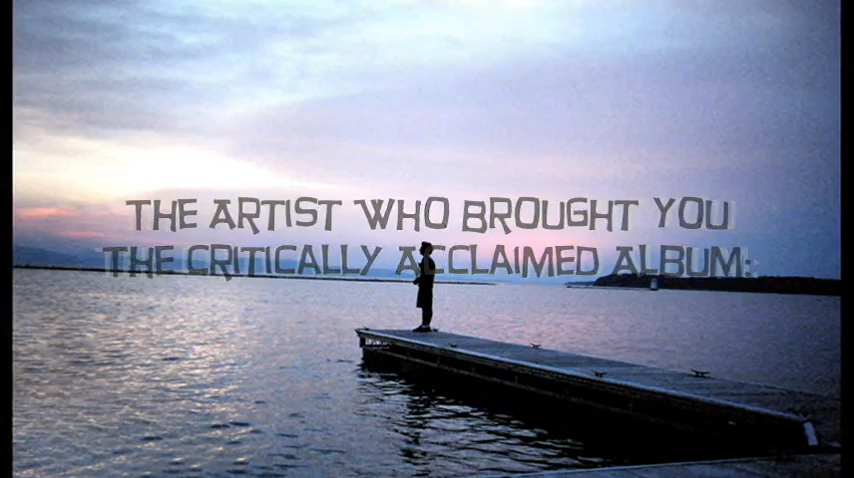 THE ARTIST WHO BROUGHT YOU
THE CRITICALLY ACCLAIMED ALBUM: